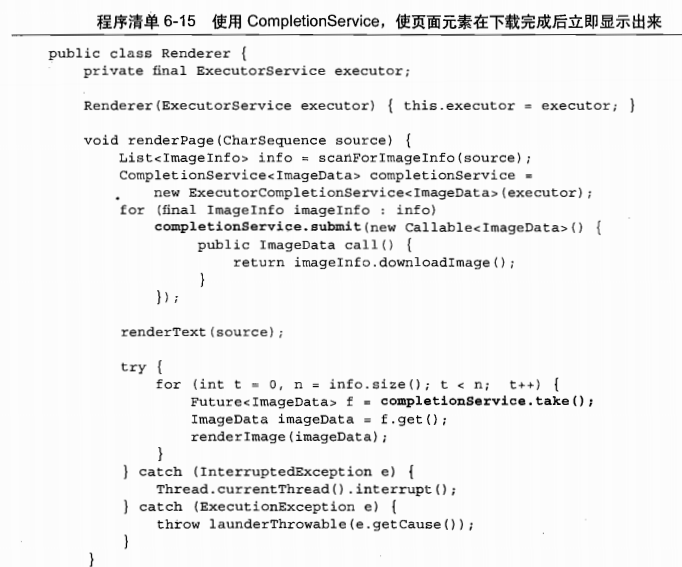 程序清单 6-15 使用 CompletionService，使页面元素在下载完成后立即显示出来
public class Renderer {
    private final ExecutorService executor;

    Renderer(ExecutorService executor) { this.executor = executor; }

    void renderPage(CharSequence source) {
        List<ImageInfo> info = scanForImageInfo(source);
        CompletionService<ImageData> completionService =
            new ExecutorCompletionService<ImageData>(executor);
        for (final ImageInfo imageInfo : info)
            completionService.submit(new Callable<ImageData>() {
                public ImageData call() {
                    return imageInfo.downloadImage();
                }
            });

        renderText(source);

        try {
            for (int t = 0, n = info.size(); t < n;  t++) {
                Future<ImageData> f = completionService.take();
                ImageData imageData = f.get();
                renderImage(imageData);
            }
        } catch (InterruptedException e) {
            Thread.currentThread().interrupt();
        } catch (ExecutionException e) {
            throw launderThrowable(e.getCause());
        }
    }